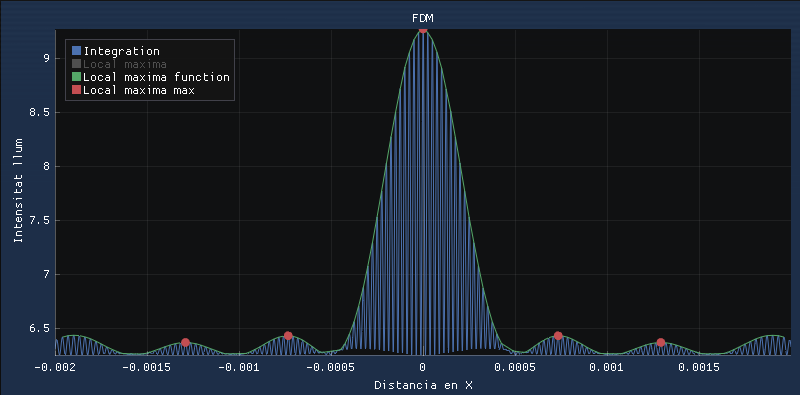 FDM
Integration
Local maxima
Local maxima function
Local maxima max
9
8.5
8
7.5
7
6.5
Intensitat llum
-0.002
-0.0015
-0.001
-0.0005
0
0.0005
0.001
0.0015
Distancia en X